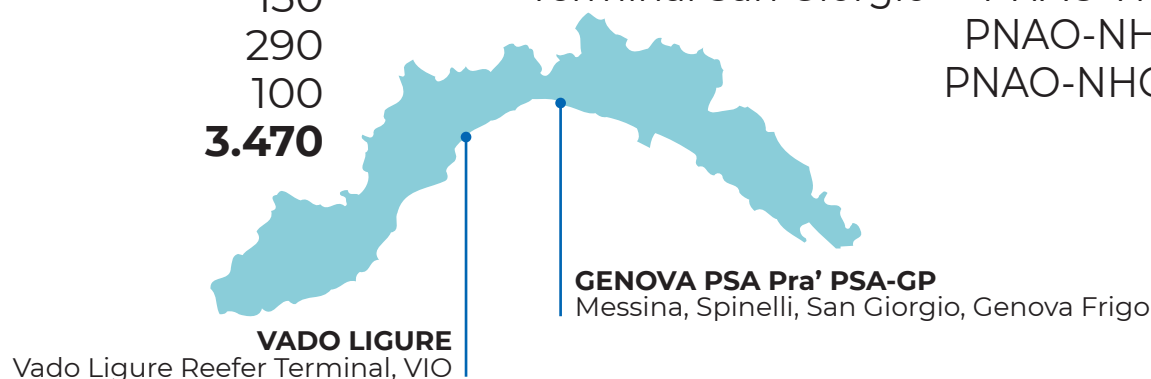 290
PNAO-NH
100
PNAO-NHO
3.470
GENOVA PSA Pra’ PSA-GP
Messina, Spinelli, San Giorgio, Genova Frigo
VADO LIGURE
Vado Ligure Reefer Terminal, VIO